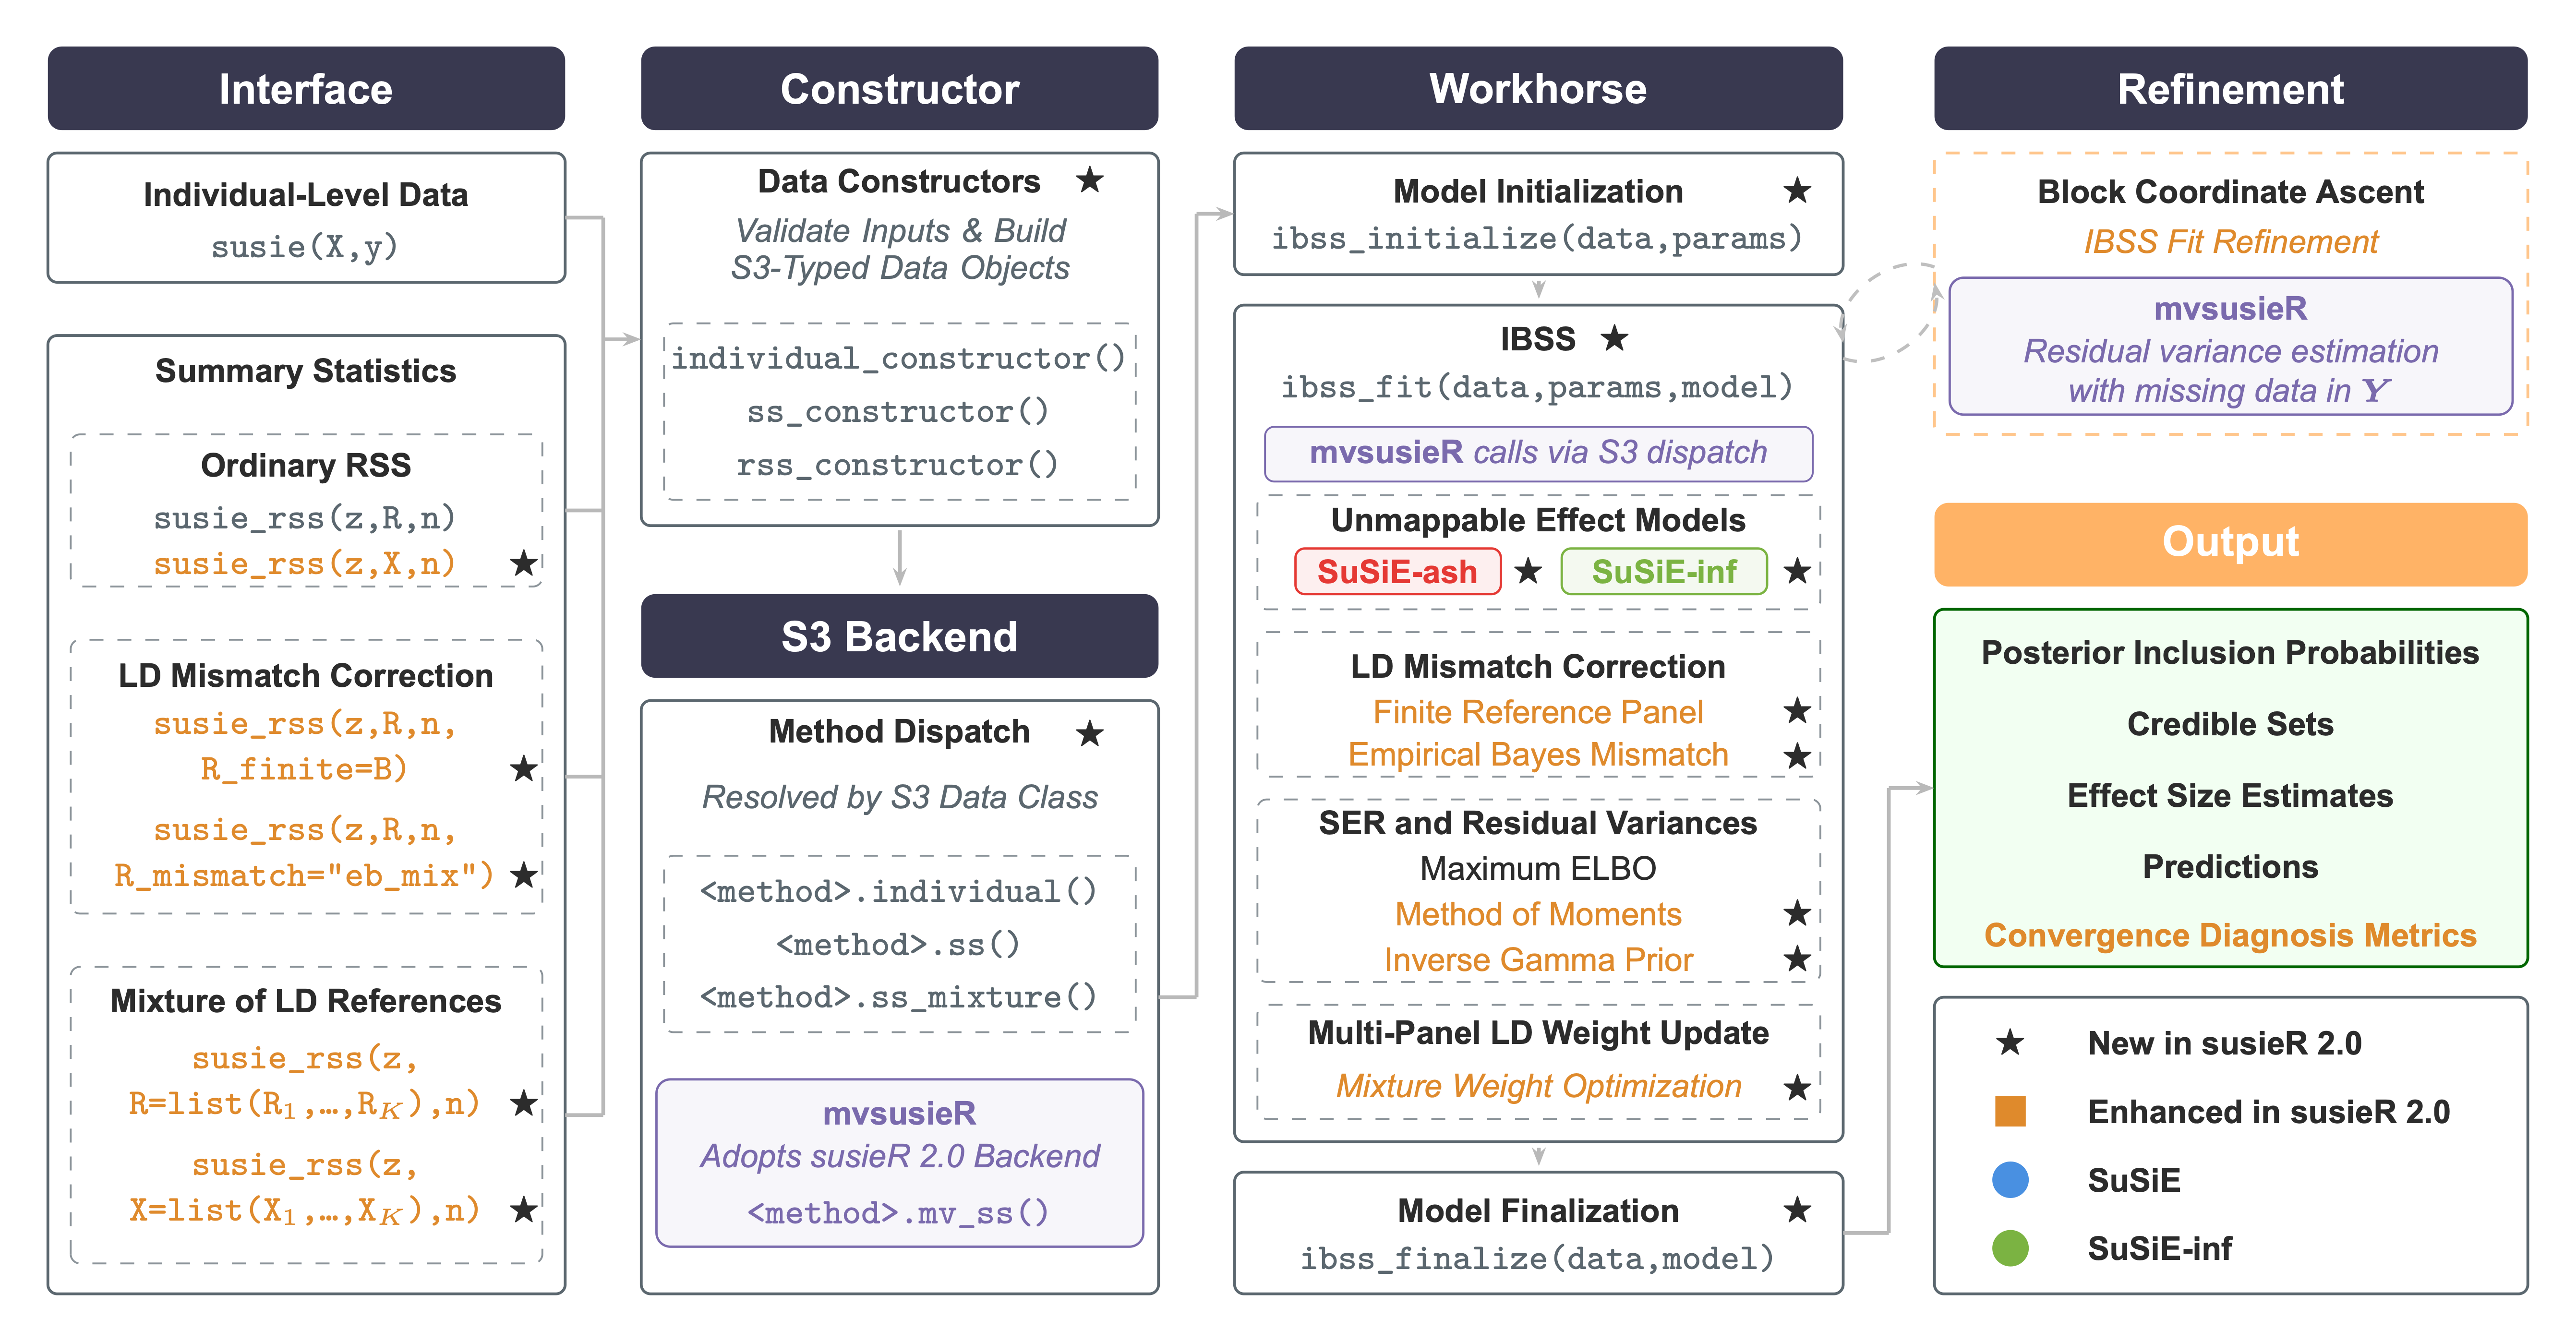 Interface
Individual-Level Data
susie(X,y)
Summary Statistics
Ordinary RSS
susie_rss(z,R,n)
susie_rss(z,X,n) ★
LD Mismatch Correction
susie_rss(z,R,n,
R_finite=B) ★
susie_rss(z,R,n,
R_mismatch="eb_mix") ★
Mixture of LD References
susie_rss(z,
R=list(R₁,…,R_K),n) ★
susie_rss(z,
X=list(X₁,…,X_K),n) ★
Constructor
Data Constructors ★
Validate Inputs & Build
S3-Typed Data Objects
individual_constructor()
ss_constructor()
rss_constructor()
S3 Backend
Method Dispatch ★
Resolved by S3 Data Class
<method>.individual()
<method>.ss()
<method>.ss_mixture()
mvsusieR
Adopts susieR 2.0 Backend
<method>.mv_ss()
Workhorse
Model Initialization ★
ibss_initialize(data,params)
IBSS ★
ibss_fit(data,params,model)
mvsusieR calls via S3 dispatch
Unmappable Effect Models
SuSiE-ash ★ SuSiE-inf ★
LD Mismatch Correction
Finite Reference Panel ★
Empirical Bayes Mismatch ★
SER and Residual Variances
Maximum ELBO
Method of Moments ★
Inverse Gamma Prior ★
Multi-Panel LD Weight Update
Mixture Weight Optimization ★
Model Finalization ★
ibss_finalize(data,model)
Refinement
Block Coordinate Ascent
IBSS Fit Refinement
mvsusieR
Residual variance estimation
with missing data in Y
Output
Posterior Inclusion Probabilities
Credible Sets
Effect Size Estimates
Predictions
Convergence Diagnosis Metrics
★ New in susieR 2.0
Enhanced in susieR 2.0
SuSiE
SuSiE-inf